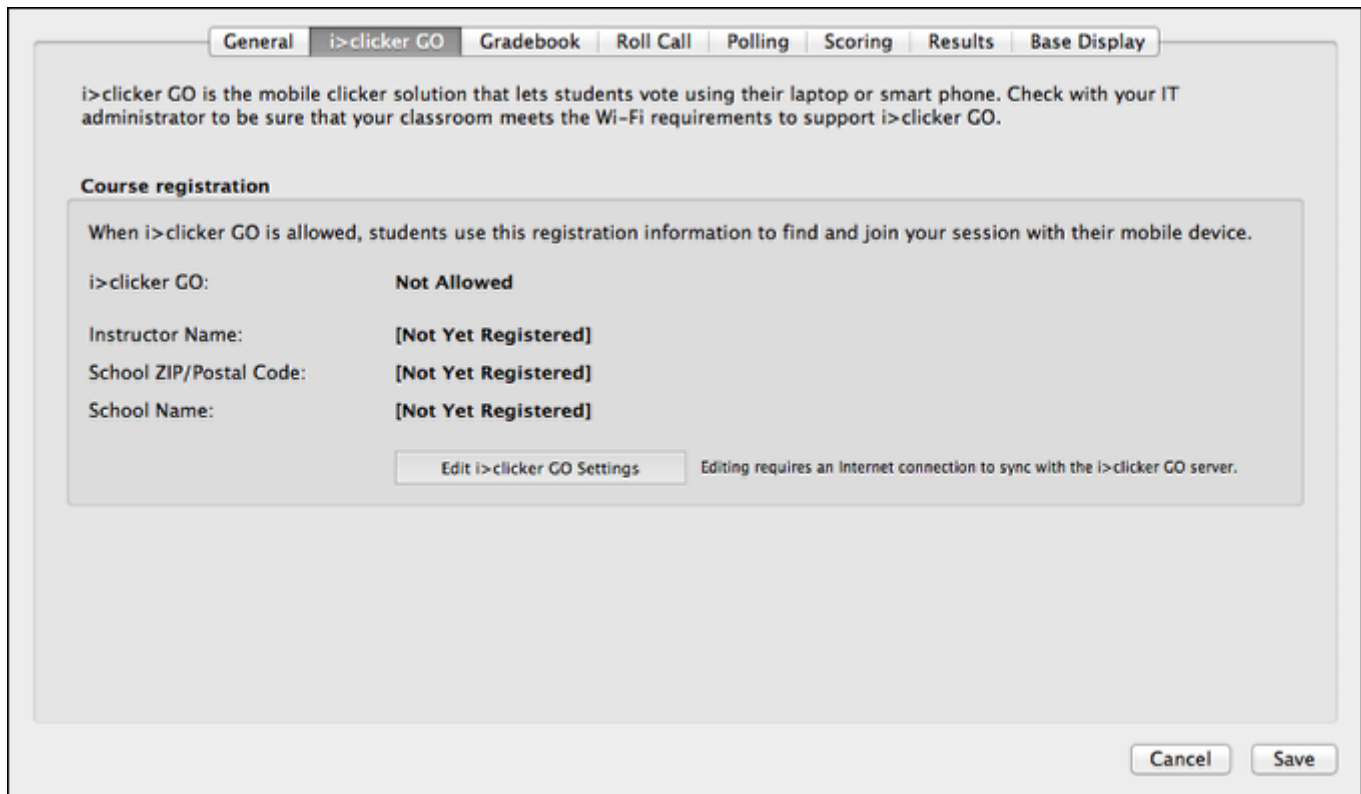 General i>clicker GO Gradebook Roll Call Polling Scoring Results Base Display
i>clicker GO is the mobile clicker solution that lets students vote using their laptop or smart phone. Check with your IT
administrator to be sure that your classroom meets the Wi-Fi requirements to support i>clicker GO.
Course registration
When i>clicker GO is allowed, students use this registration information to find and join your session with their mobile device.
i>clicker GO: Not Allowed
Instructor Name: [Not Yet Registered]
School ZIP/Postal Code: [Not Yet Registered]
School Name: [Not Yet Registered]
Edit i>clicker GO Settings Editing requires an Internet connection to sync with the i>clicker GO server.
Cancel Save